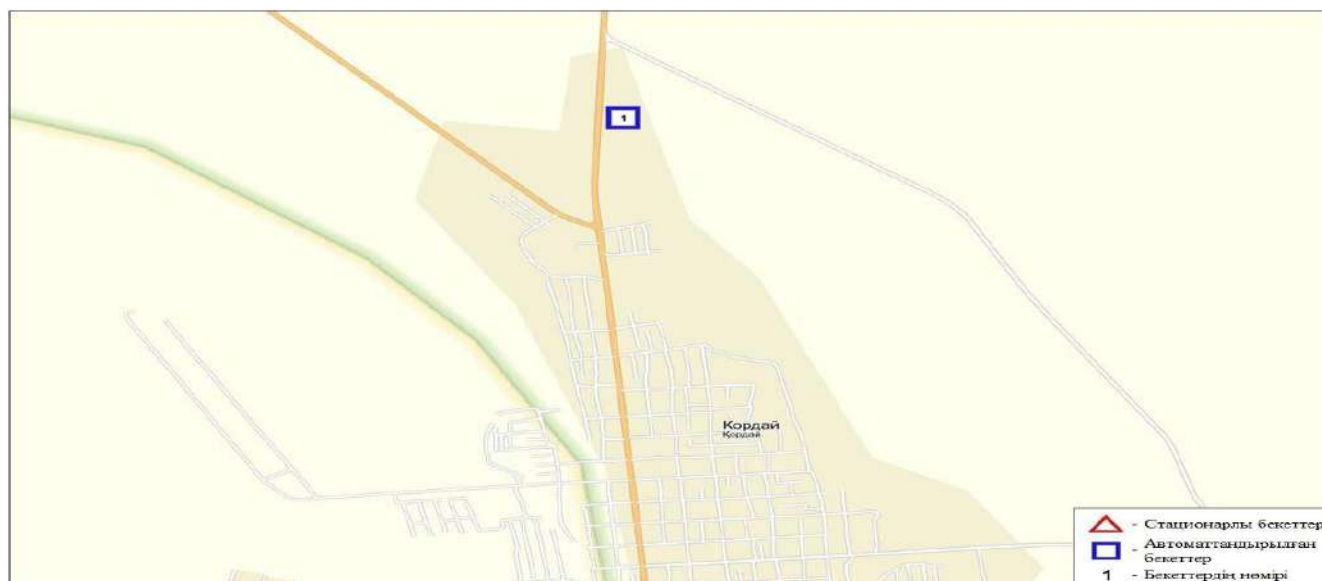 1
Кордай
Қордай
- Стационарлы бекеттер
- Автоматтандырылған
бекеттер
1 - Бекеттердің нөмірі